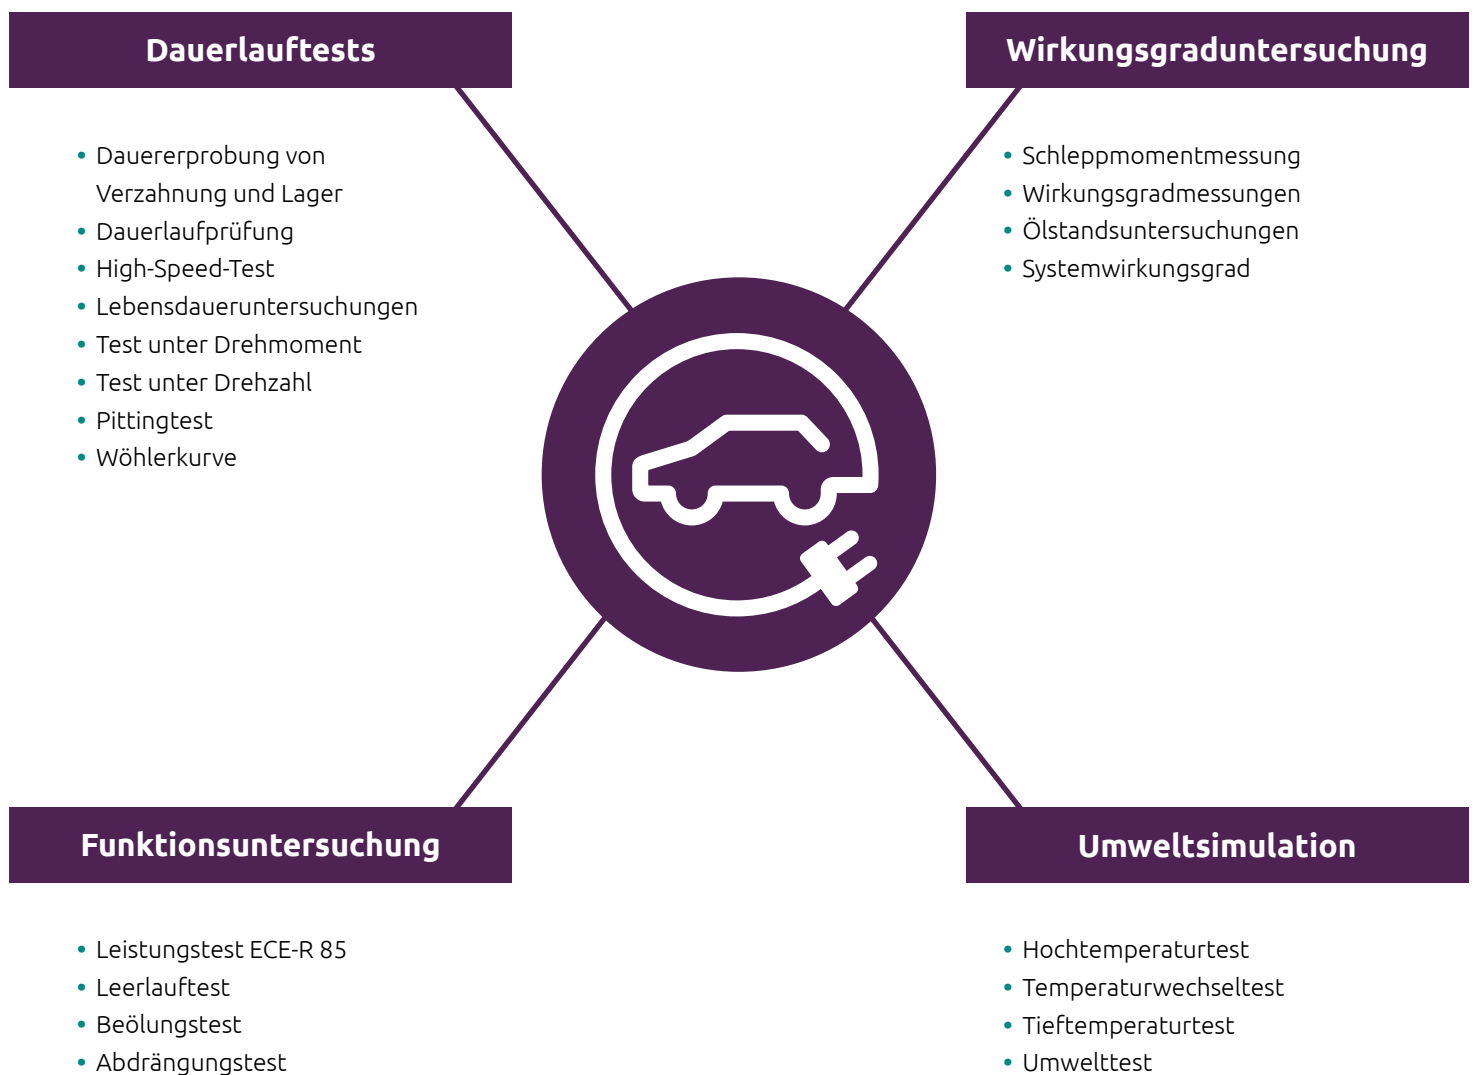 Dauerlauftests
• Dauererprobung von
Verzahnung und Lager
• Dauerlaufprüfung
• High-Speed-Test
• Lebensdaueruntersuchungen
• Test unter Drehmoment
• Test unter Drehzahl
• Pittingtest
• Wöhlerkurve
Wirkungsgraduntersuchung
• Schleppmomentmessung
• Wirkungsgradmessungen
• Ölstandsuntersuchungen
• Systemwirkungsgrad
Funktionsuntersuchung
• Leistungstest ECE-R 85
• Leerlauftest
• Beölungstest
• Abdrängungstest
Umweltsimulation
• Hochtemperaturtest
• Temperaturwechseltest
• Tieftemperaturtest
• Umwelttest